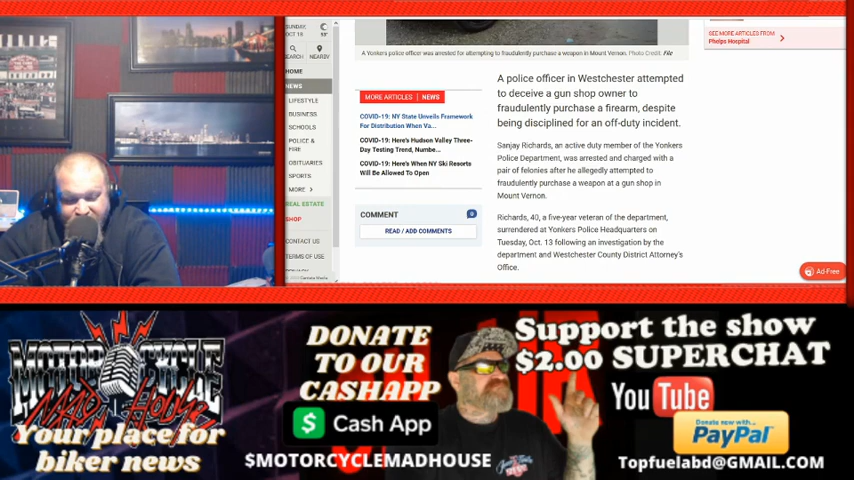 SUNDAY,
OCT 18
53°
SEARCH
NEARBY
HOME
NEWS
LIFESTYLE
BUSINESS
SCHOOLS
POLICE &
FIRE
OBITUARIES
SPORTS
MORE >
REAL ESTATE
SHOP
CONTACT US
TERMS OF USE
A Yonkers police officer was arrested for attempting to fraudulently purchase a weapon in Mount Vernon. Photo Credit: File
MORE ARTICLES | NEWS
COVID-19: NY State Unveils Framework
For Distribution When Va...
COVID-19: Here's Hudson Valley Three-
Day Testing Trend, Numbe...
COVID-19: Here's When NY Ski Resorts
Will Be Allowed To Open
COMMENT
0
READ / ADD COMMENTS
A police officer in Westchester attempted
to deceive a gun shop owner to
fraudulently purchase a firearm, despite
being disciplined for an off-duty incident.
Sanjay Richards, an active duty member of the Yonkers
Police Department, was arrested and charged with a
pair of felonies after he allegedly attempted to
fraudulently purchase a weapon at a gun shop in
Mount Vernon.
Richards, 40, a five-year veteran of the department,
surrendered at Yonkers Police Headquarters on
Tuesday, Oct. 13 following an investigation by the
department and Westchester County District Attorney's
Office.
SEE MORE ARTICLES FROM
Phelps Hospital
Ad-Free
MOTORCYCLE
MAD HOUSE
Your place for
biker news
DONATE
TO OUR
CASHAPP
$ Cash App
$MOTORCYCLEMADHOUSE
Support the show
$2.00 SUPERCHAT
YouTube
Donate now with...
PayPal
Topfuelabd@GMAIL.COM